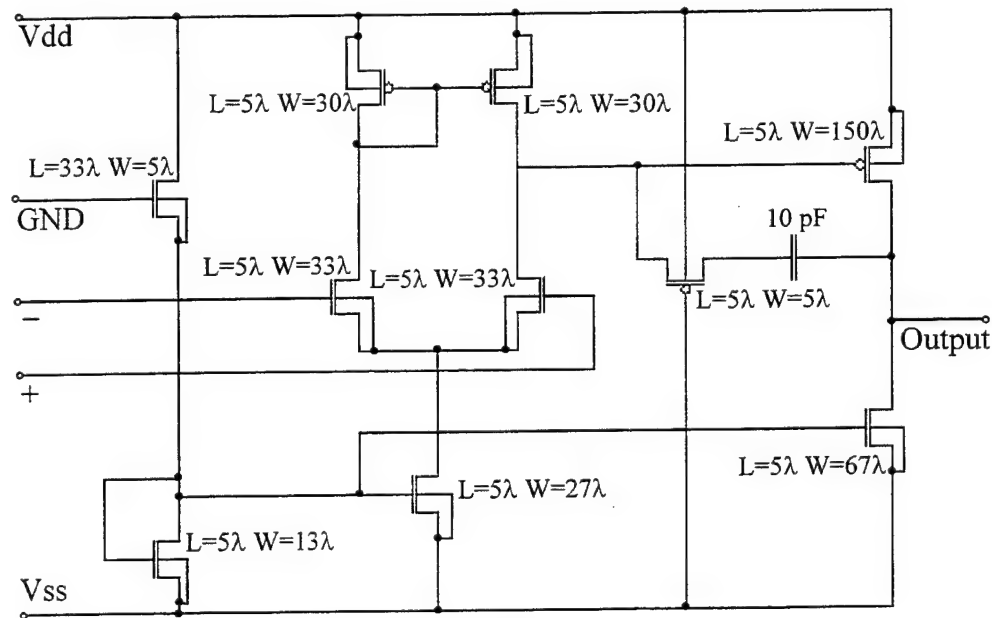 Vdd
L=5λ W=30λ
L=5λ W=30λ
L=5λ W=150λ
L=33λ W=5λ
GND
10 pF
L=5λ W=33λ
L=5λ W=33λ
L=5λ W=5λ
−
Output
+
L=5λ W=67λ
L=5λ W=27λ
L=5λ W=13λ
Vss